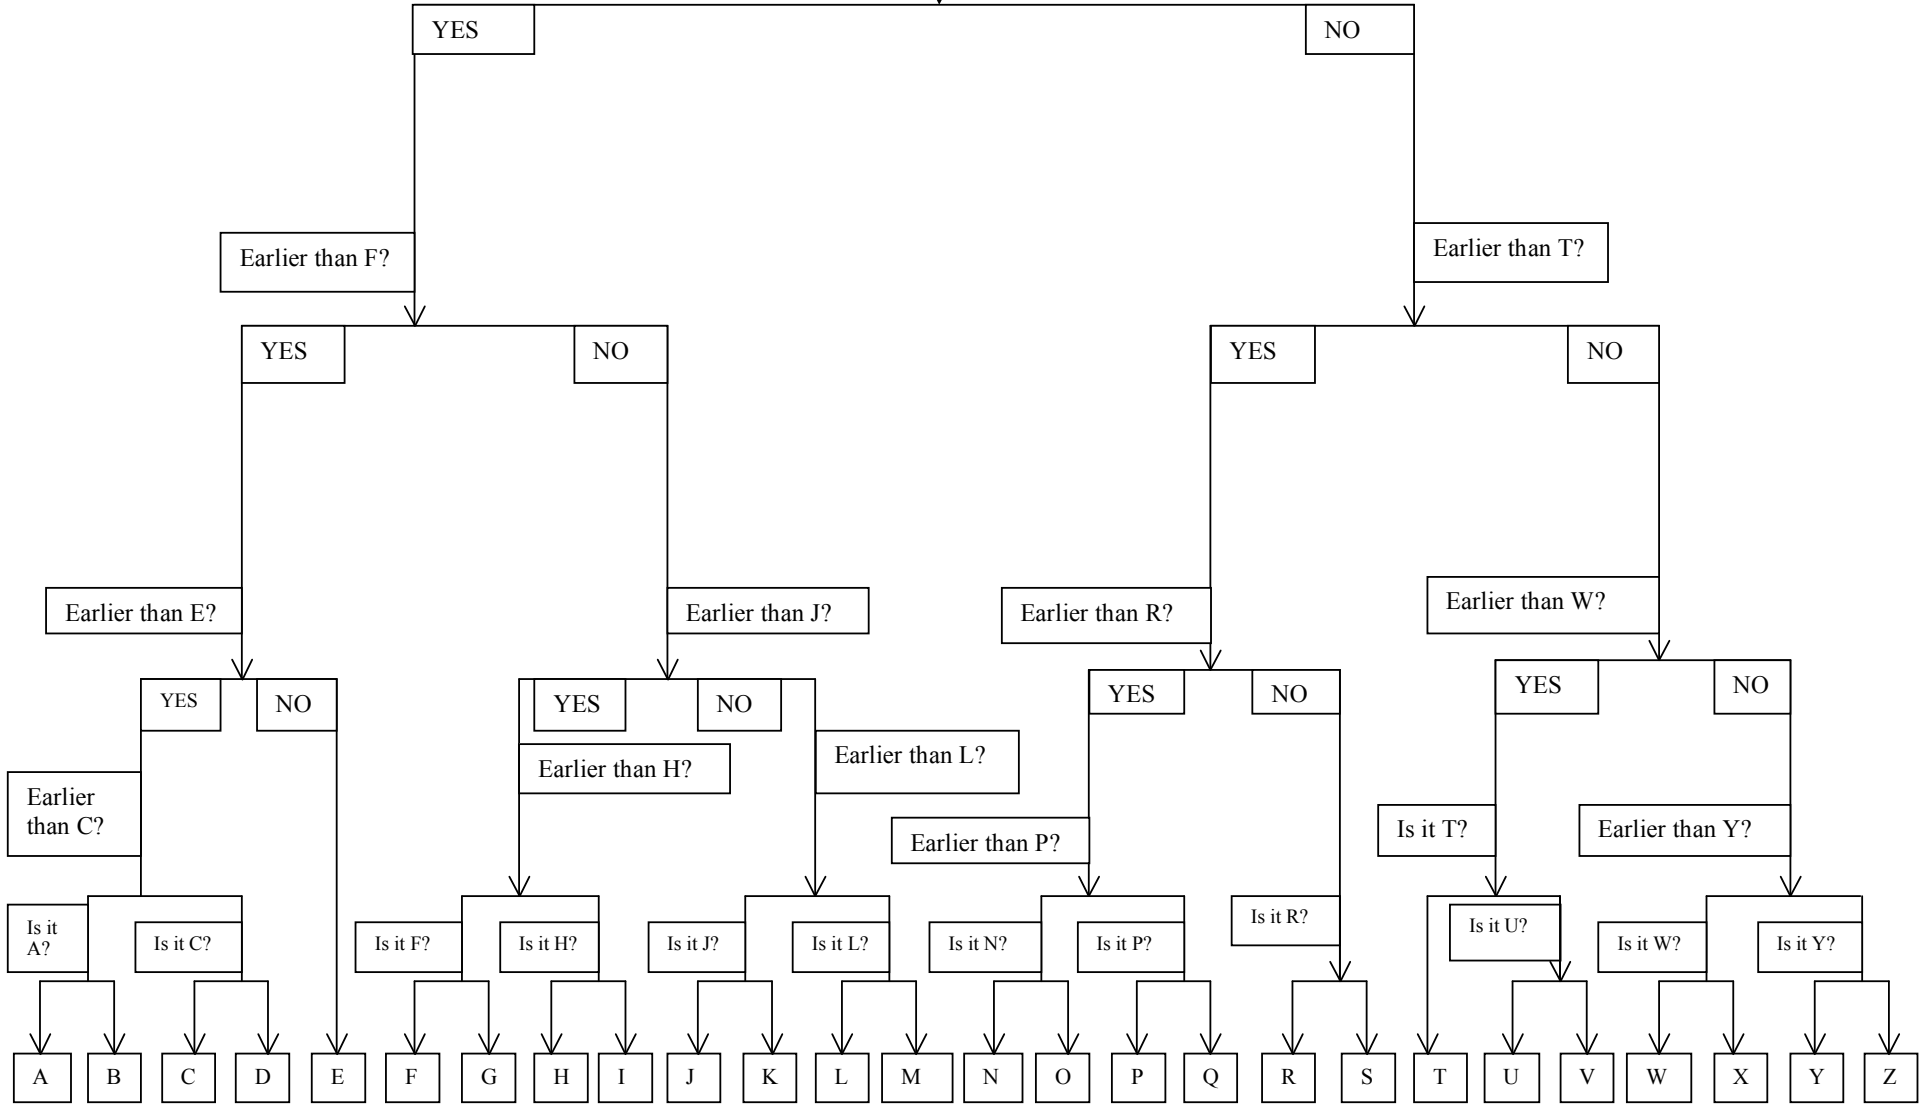 YES
NO
Earlier than F?
Earlier than T?
YES
NO
YES
NO
Earlier than E?
Earlier than J?
Earlier than R?
Earlier than W?
YES
NO
YES
NO
YES
NO
YES
NO
Earlier than H?
Earlier than L?
Earlier
than C?
Earlier than P?
Is it T?
Earlier than Y?
Is it
A?
Is it C?
Is it F?
Is it H?
Is it J?
Is it L?
Is it N?
Is it P?
Is it R?
Is it U?
Is it W?
Is it Y?
A
B
C
D
E
F
G
H
I
J
K
L
M
N
O
P
Q
R
S
T
U
V
W
X
Y
Z